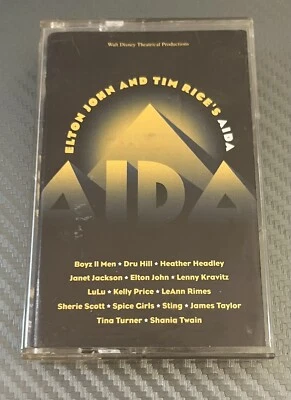 Walt Disney Theatrical Productions
ELTON JOHN AND TIM RICE'S AIDA
AIDA
Boyz II Men • Dru Hill • Heather Headley
Janet Jackson • Elton John • Lenny Kravitz
LuLu • Kelly Price • LeAnn Rimes
Sherie Scott • Spice Girls • Sting • James Taylor
Tina Turner • Shania Twain